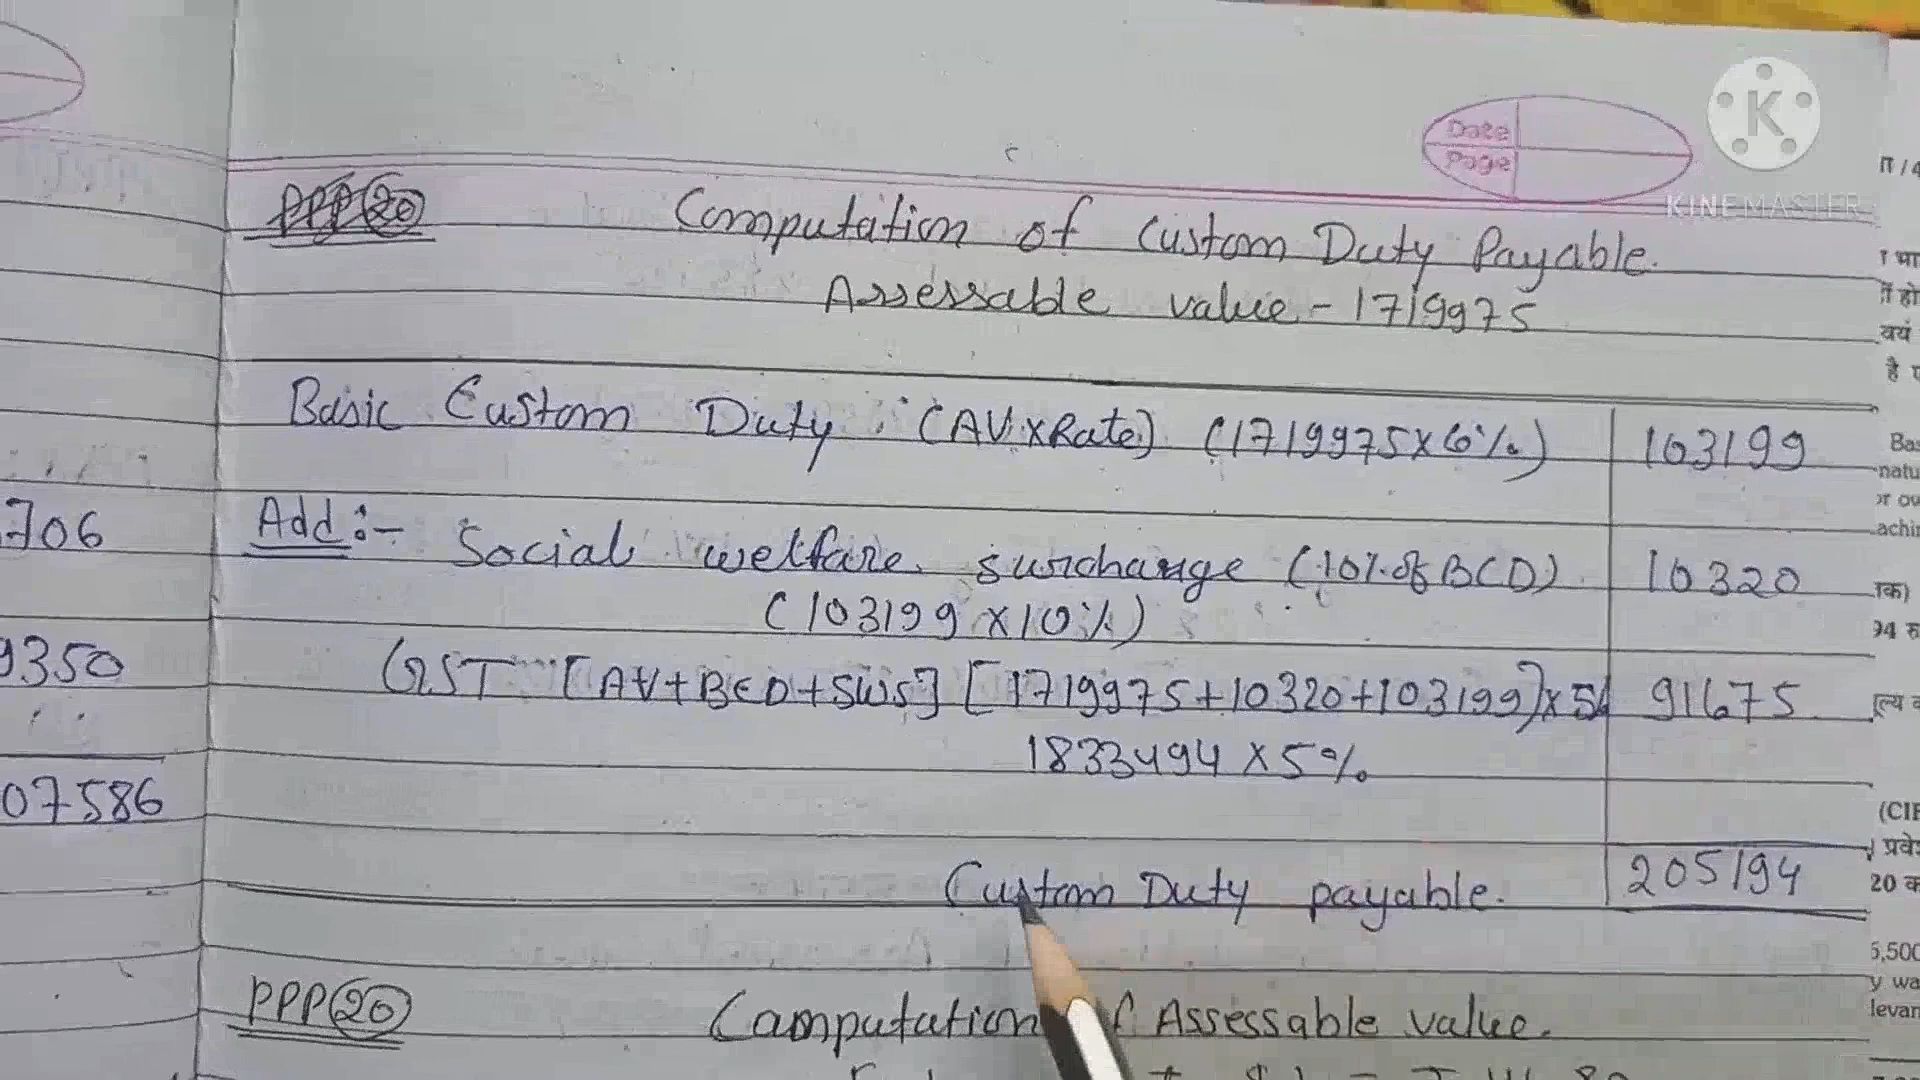 Date
Page
KINEMASTER
PPP 20 Computation of Custom Duty Payable.
Assessable value - 1719975
Basic Custom Duty (AV x Rate) (1719975 x 6%) 103199
706
Add:- Social welfare surcharge (10% of BCD) 10320
(103199 x 10%)
9350
GST [AV+BCD+SWS] [1719975+10320+103199] x 5% 91675
1833494 x 5%
07586
Custom Duty payable. 205194
PPP 20 Computation of Assessable value.